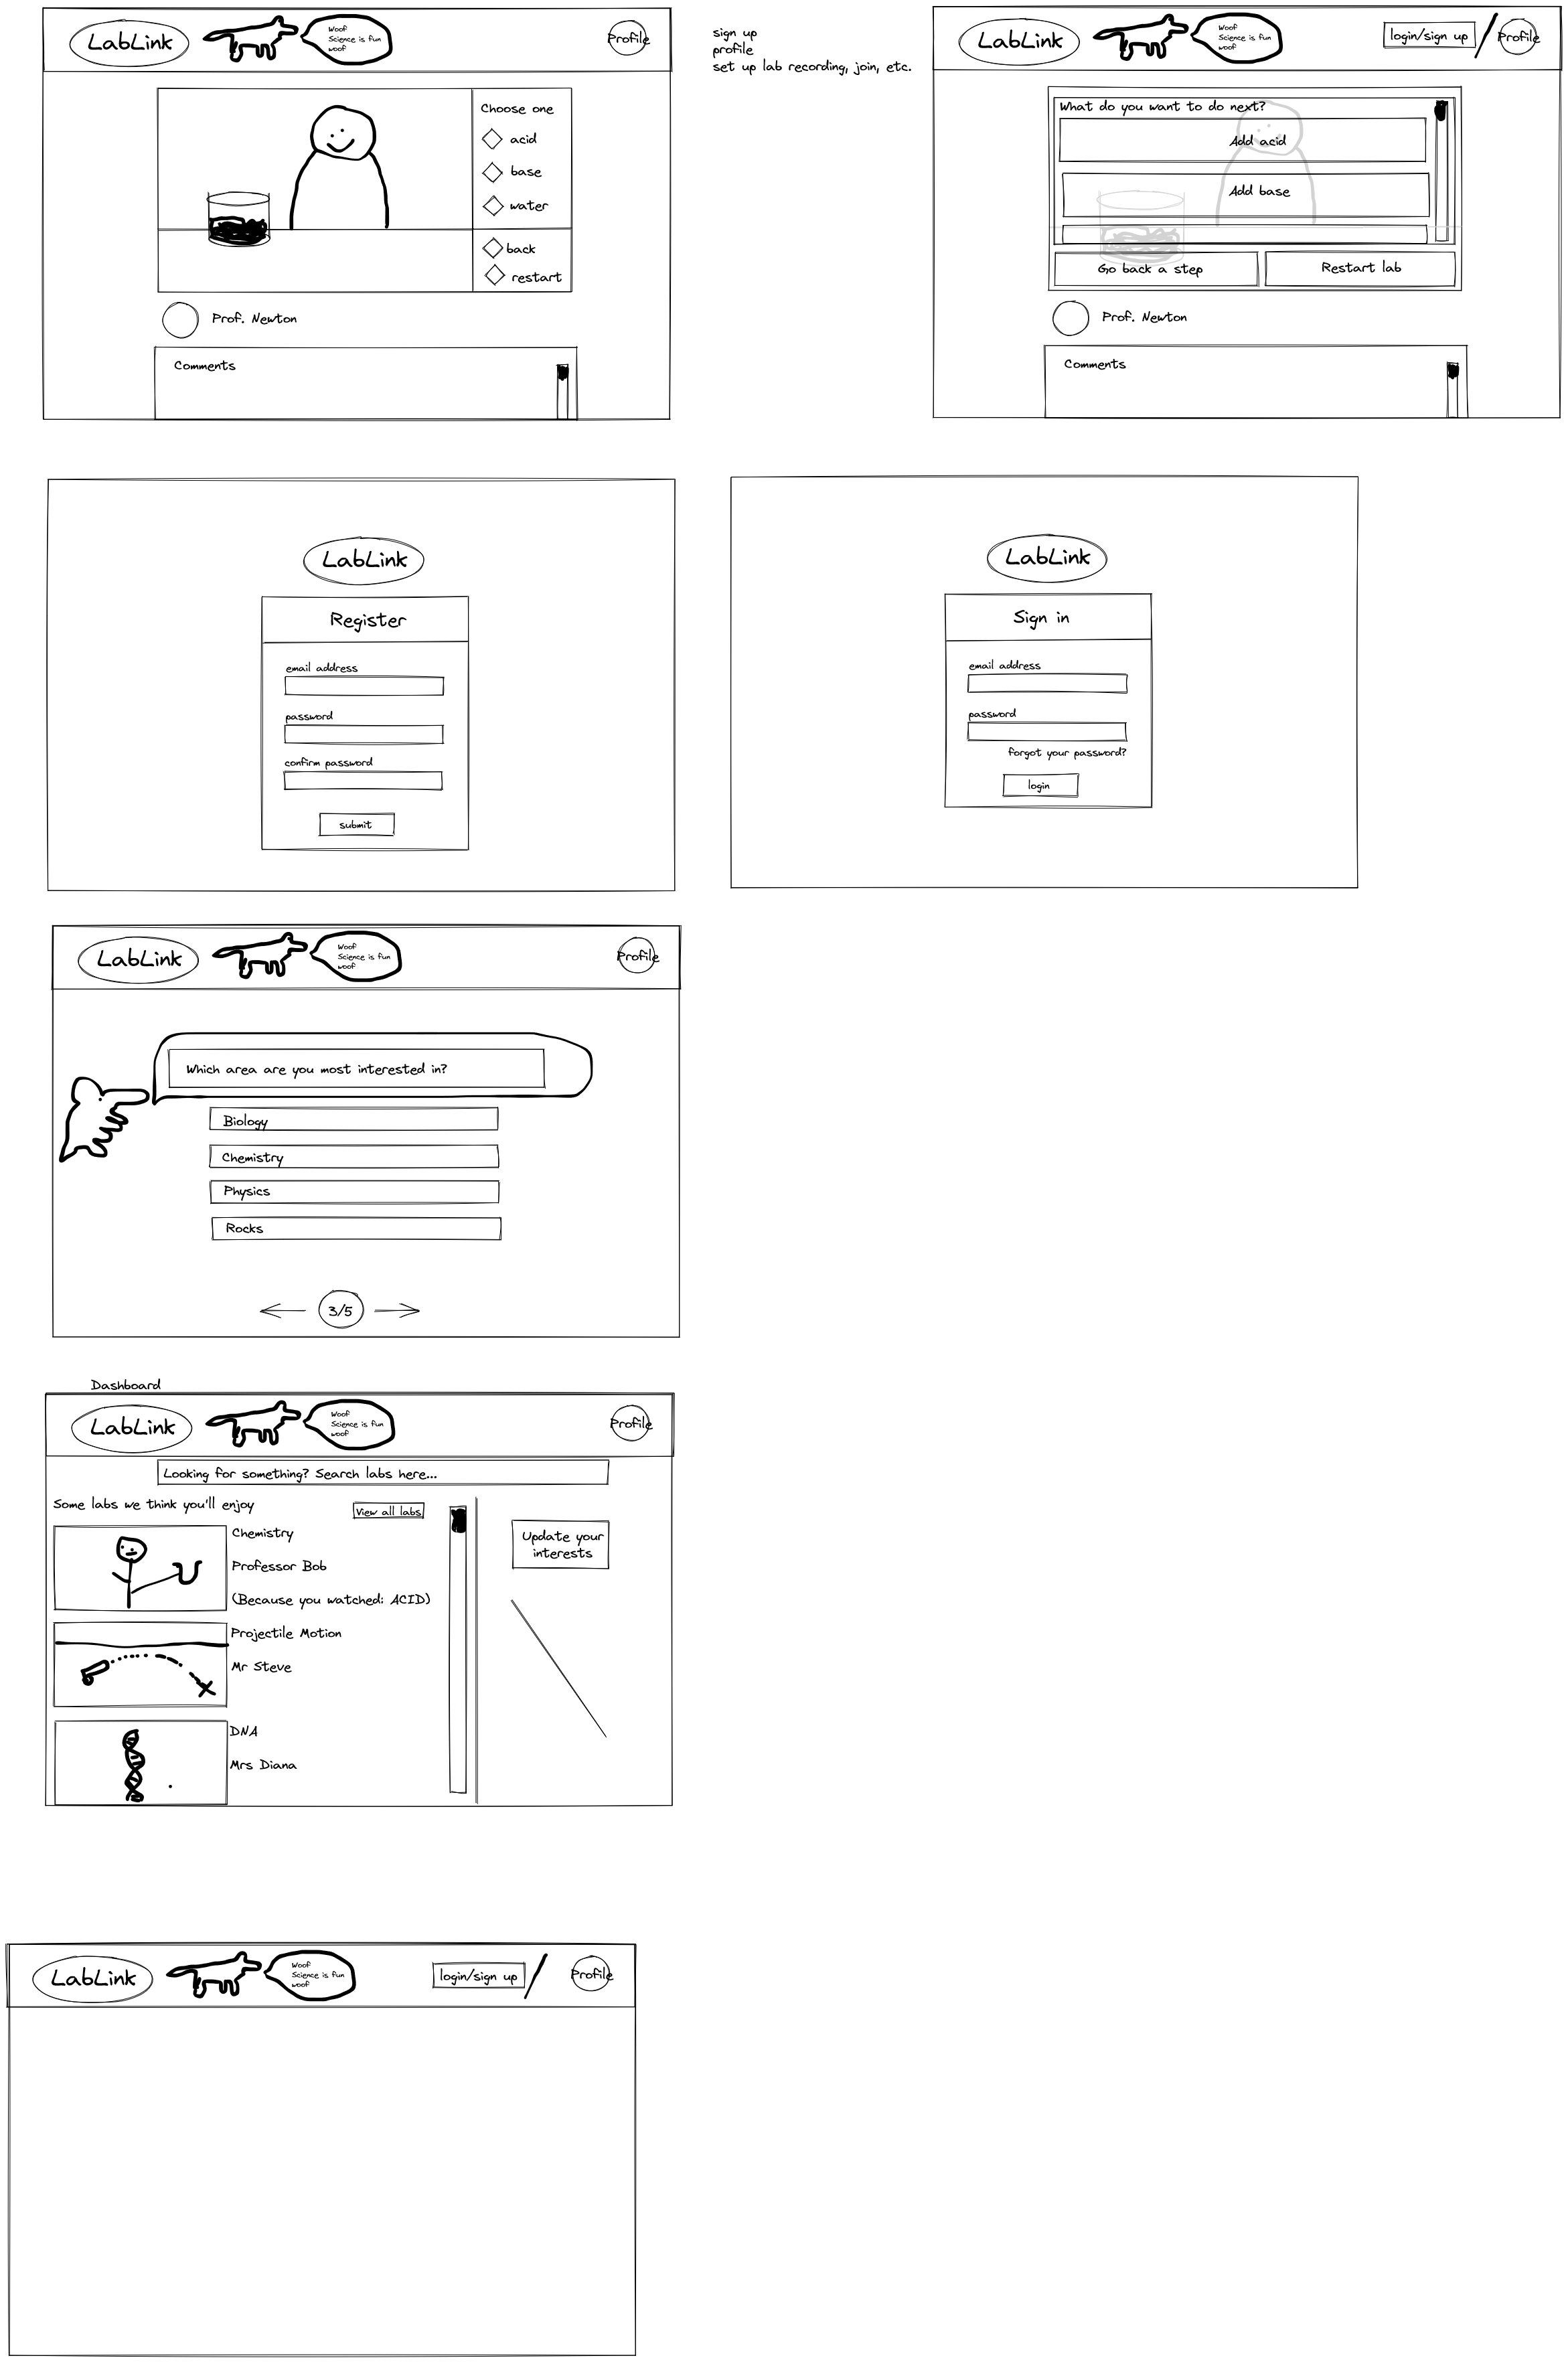 LabLink
Woof
Science is fun
woof
Profile
Choose one
acid
base
water
back
restart
Prof. Newton
Comments
sign up
profile
set up lab recording, join, etc.
LabLink
Woof
Science is fun
woof
login/sign up
Profile
What do you want to do next?
Add acid
Add base
Go back a step
Restart lab
Prof. Newton
Comments
LabLink
Register
email address
password
confirm password
submit
LabLink
Sign in
email address
password
forgot your password?
login
LabLink
Woof
Science is fun
woof
Profile
Which area are you most interested in?
Biology
Chemistry
Physics
Rocks
3/5
Dashboard
LabLink
Woof
Science is fun
woof
Profile
Looking for something? Search labs here...
Some labs we think you'll enjoy
View all labs
Chemistry
Professor Bob
(Because you watched: ACID)
Projectile Motion
Mr Steve
DNA
Mrs Diana
Update your
interests
LabLink
Woof
Science is fun
woof
login/sign up
Profile